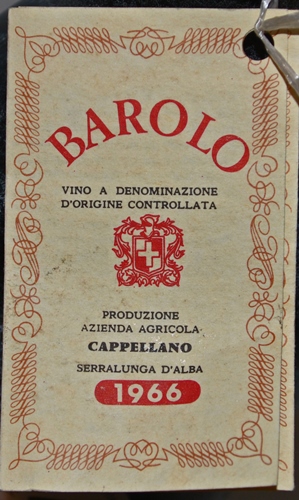 BAROLO
VINO A DENOMINAZIONE
D'ORIGINE CONTROLLATA
PRODUZIONE
AZIENDA AGRICOLA
CAPPELLANO
SERRALUNGA D'ALBA
1966